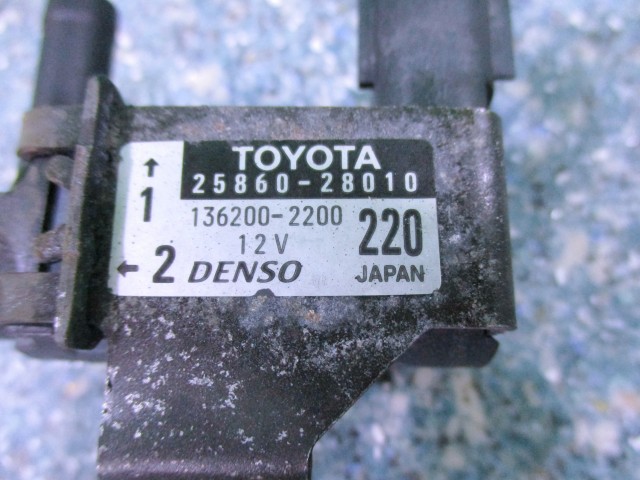 TOYOTA
25860-28010
↑
1
136200-2200
12V
220
← 2
DENSO
JAPAN